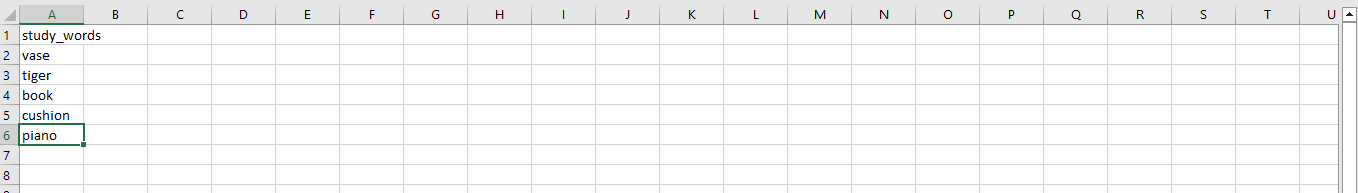 A B C D E F G H I J K L M N O P Q R S T U
1 study_words
2 vase
3 tiger
4 book
5 cushion
6 piano
7
8